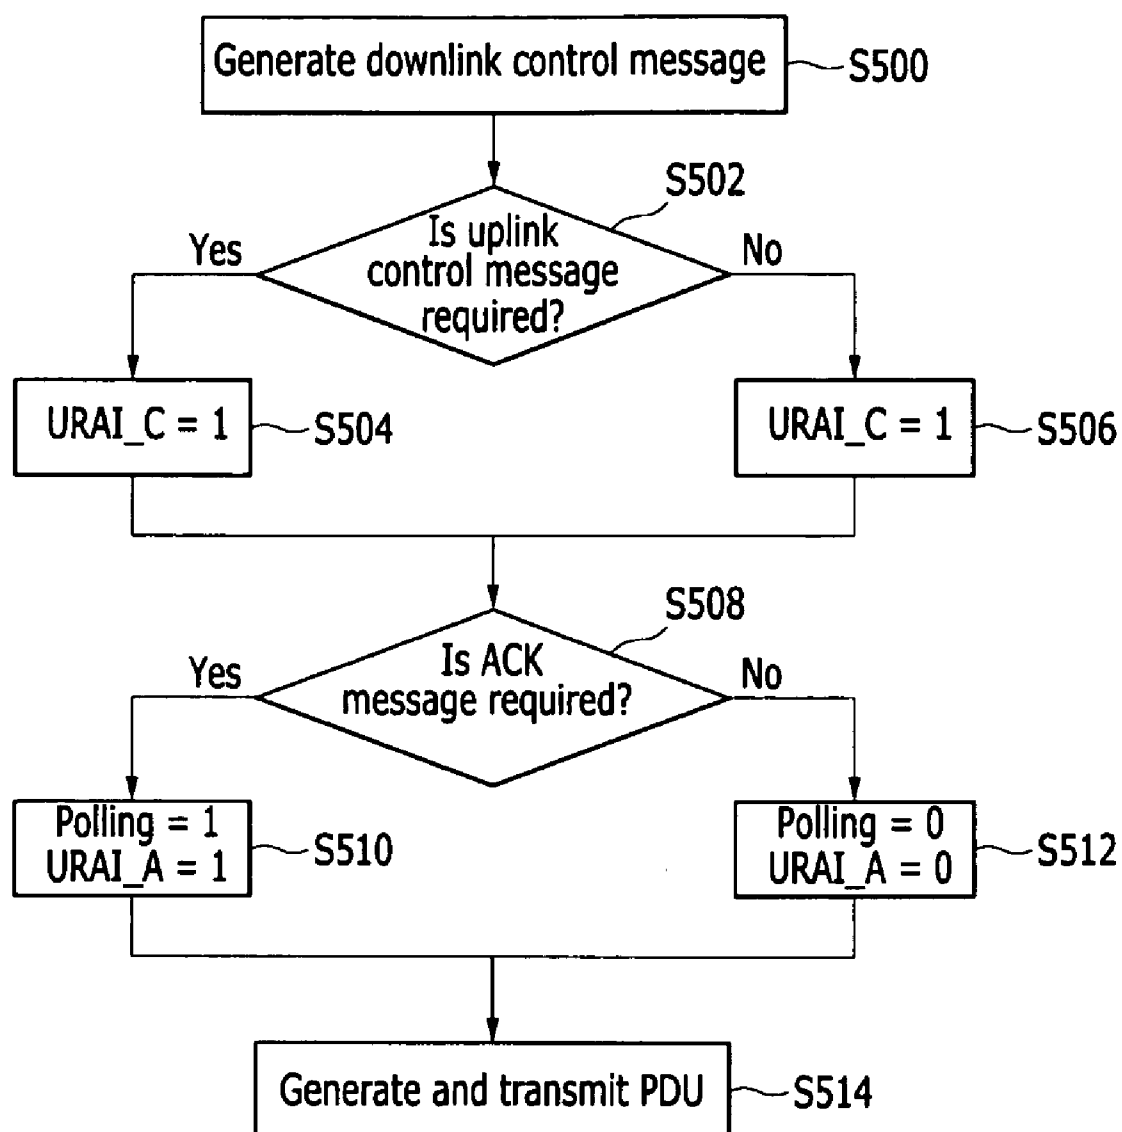 Generate downlink control message
S500
S502
Is uplink
control message
required?
Yes
No
URAI_C = 1
S504
URAI_C = 1
S506
S508
Is ACK
message required?
Yes
No
Polling = 1
URAI_A = 1
S510
Polling = 0
URAI_A = 0
S512
Generate and transmit PDU
S514